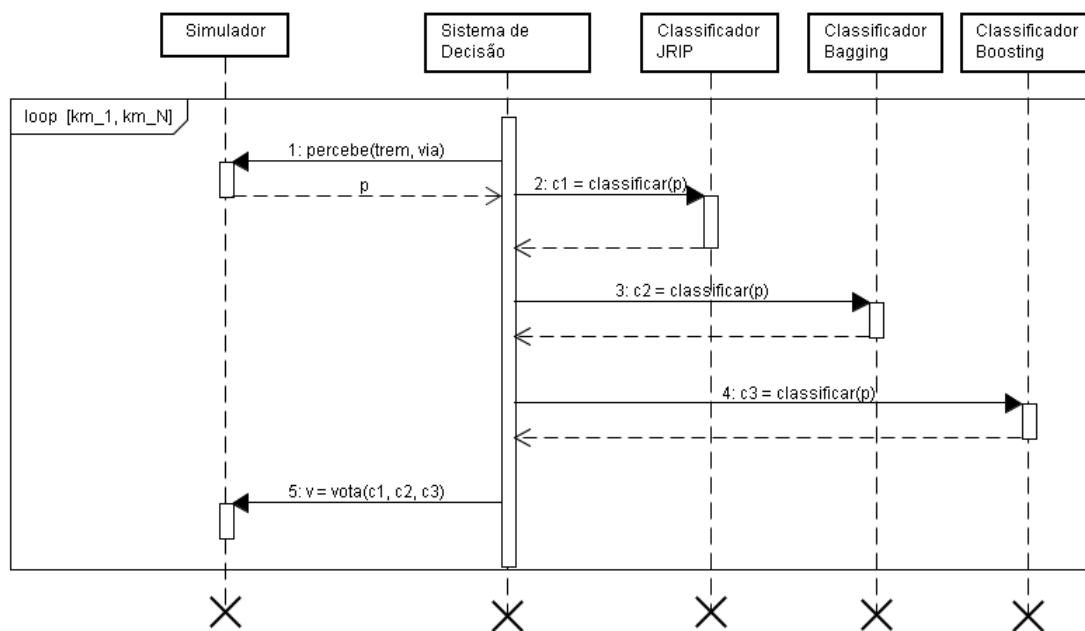 Simulador
Sistema de
Decisão
Classificador
JRIP
Classificador
Bagging
Classificador
Boosting
loop [km_1, km_N]
1: percebe(trem, via)
p
2: c1 = classificar(p)
3: c2 = classificar(p)
4: c3 = classificar(p)
5: v = vota(c1, c2, c3)